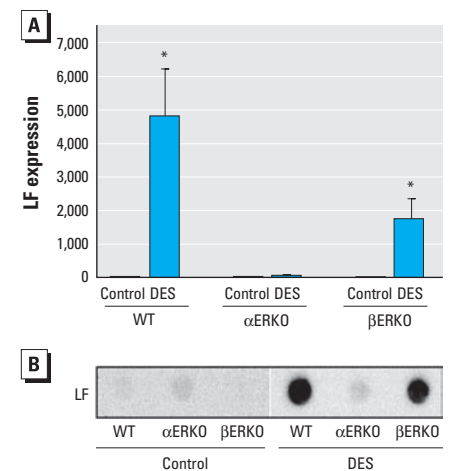 A
7,000
6,000
5,000
4,000
3,000
2,000
1,000
0
LF expression
*
*
Control DES Control DES Control DES
WT αERKO βERKO
B
LF
WT αERKO βERKO WT αERKO βERKO
Control DES